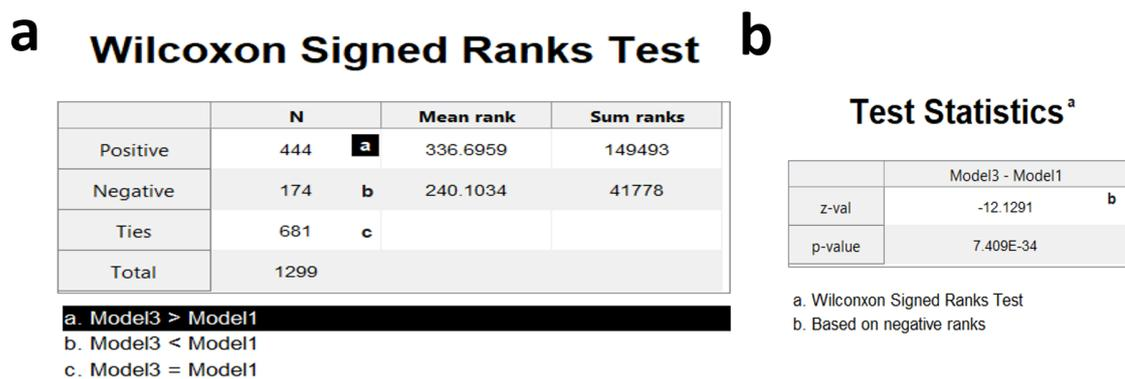 a
Wilcoxon Signed Ranks Test
N Mean rank Sum ranks
Positive 444 a 336.6959 149493
Negative 174 b 240.1034 41778
Ties 681 c
Total 1299
a. Model3 > Model1
b. Model3 < Model1
c. Model3 = Model1
b
Test Statistics a
Model3 - Model1
z-val -12.1291 b
p-value 7.409E-34
a. Wilconxon Signed Ranks Test
b. Based on negative ranks